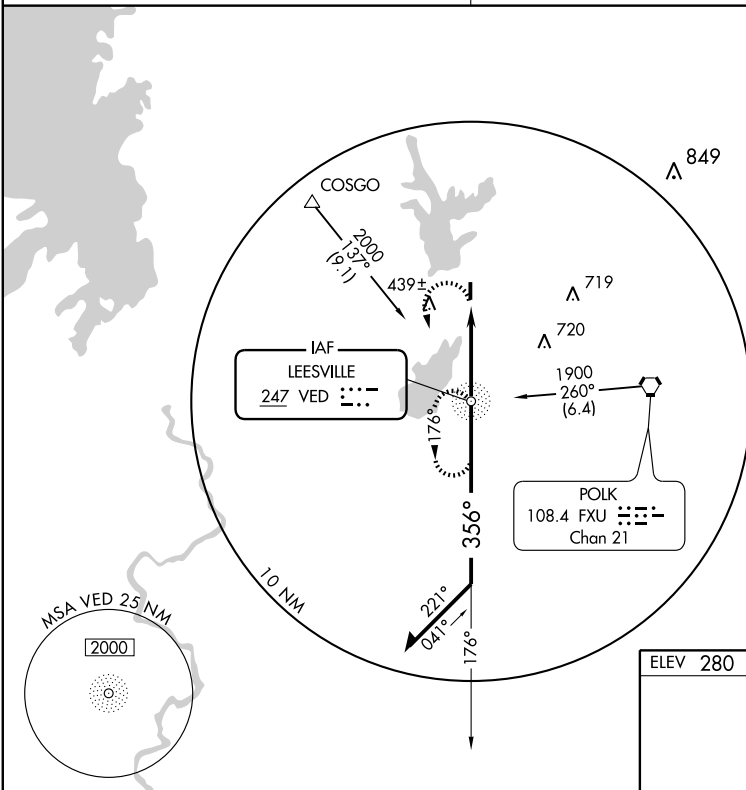 849
COSGO
2000
137°
(9.1)
439±
719
720
IAF
LEESVILLE
247 VED
1900
260°
(6.4)
176°
POLK
108.4 FXU
Chan 21
356°
10 NM
221°
041°
176°
MSA VED 25 NM
2000
ELEV 280